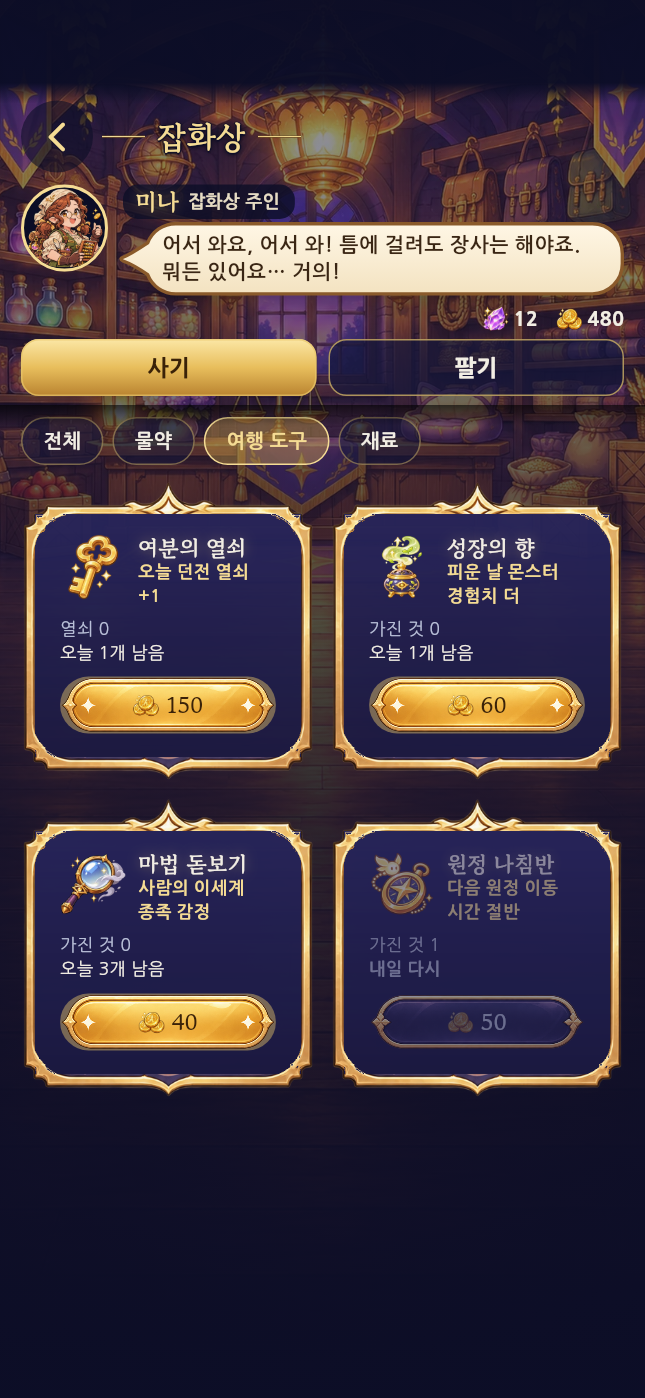 잡화상
미나 잡화상 주인
어서 와요, 어서 와! 틈에 걸려도 장사는 해야죠.
뭐든 있어요… 거의!
12 480
사기 팔기
전체 물약 여행 도구 재료
여분의 열쇠
오늘 던전 열쇠
+1
열쇠 0
오늘 1개 남음
150
성장의 향
피운 날 몬스터
경험치 더
가진 것 0
오늘 1개 남음
60
마법 돋보기
사람의 이세계
종족 감정
가진 것 0
오늘 3개 남음
40
원정 나침반
다음 원정 이동
시간 절반
가진 것 1
내일 다시
50